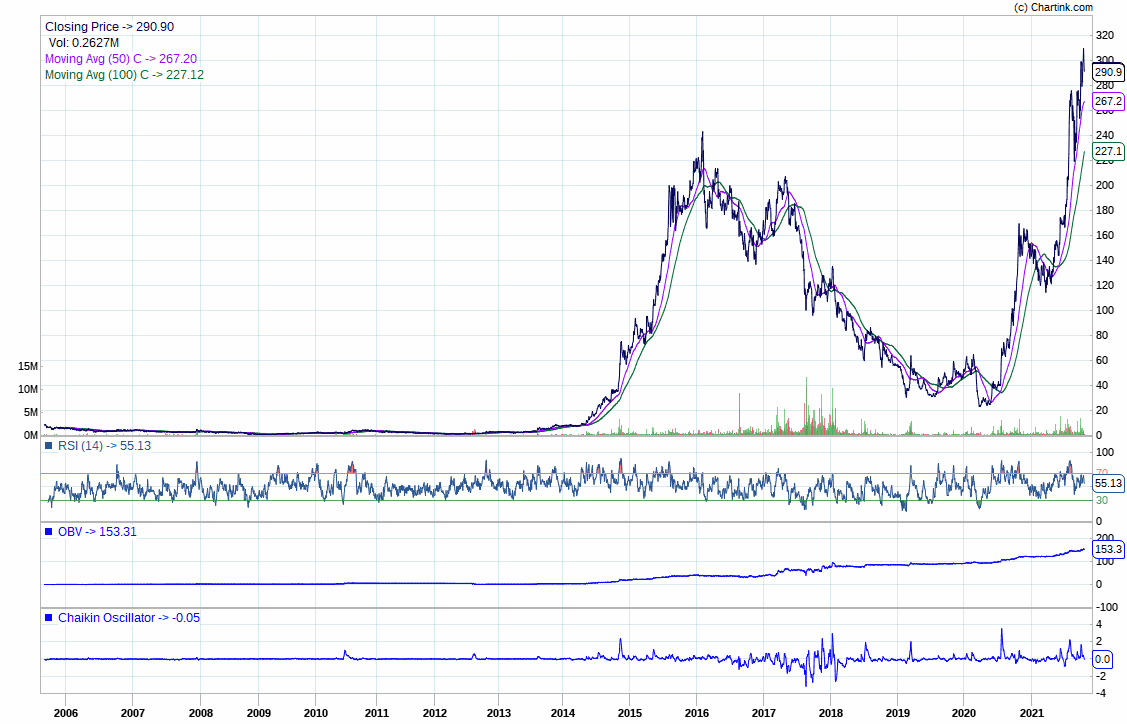 (c) Chartink.com
Closing Price -> 290.90
Vol: 0.2627M
Moving Avg (50) C -> 267.20
Moving Avg (100) C -> 227.12
320
300
290.9
280
267.2
240
227.1
200
180
160
140
120
100
80
60
40
20
0
15M
10M
5M
0M
RSI (14) -> 55.13
100
70
55.13
30
0
OBV -> 153.31
200
153.3
100
0
-100
Chaikin Oscillator -> -0.05
4
2
0.0
-2
-4
2006 2007 2008 2009 2010 2011 2012 2013 2014 2015 2016 2017 2018 2019 2020 2021